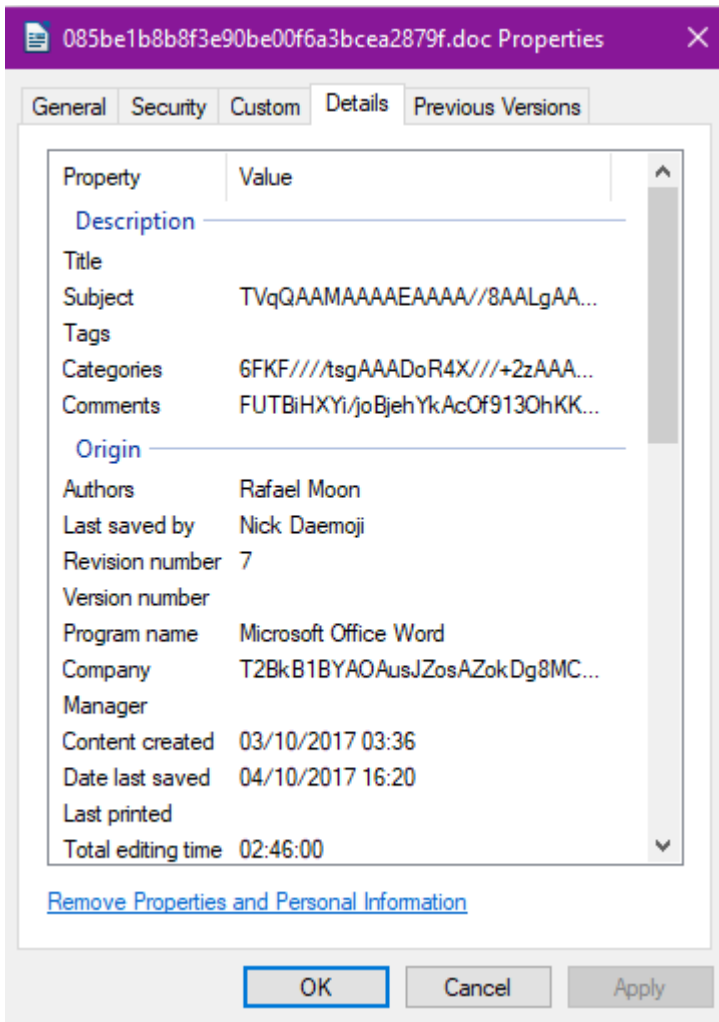 085be1b8b8f3e90be00f6a3bcea2879f.doc Properties
General Security Custom Details Previous Versions
Property Value
Description
Title
Subject TVqQAAMAAAAEAAAA//8AALgAA...
Tags
Categories 6FKF////tsgAAADoR4X///+2zAAA...
Comments FUTBiHXYi/joBjehYkAcOf913OhKK...
Origin
Authors Rafael Moon
Last saved by Nick Daemoji
Revision number 7
Version number
Program name Microsoft Office Word
Company T2BkB1BYAOAusJZosAZokDg8MC...
Manager
Content created 03/10/2017 03:36
Date last saved 04/10/2017 16:20
Last printed
Total editing time 02:46:00
Remove Properties and Personal Information
OK Cancel Apply